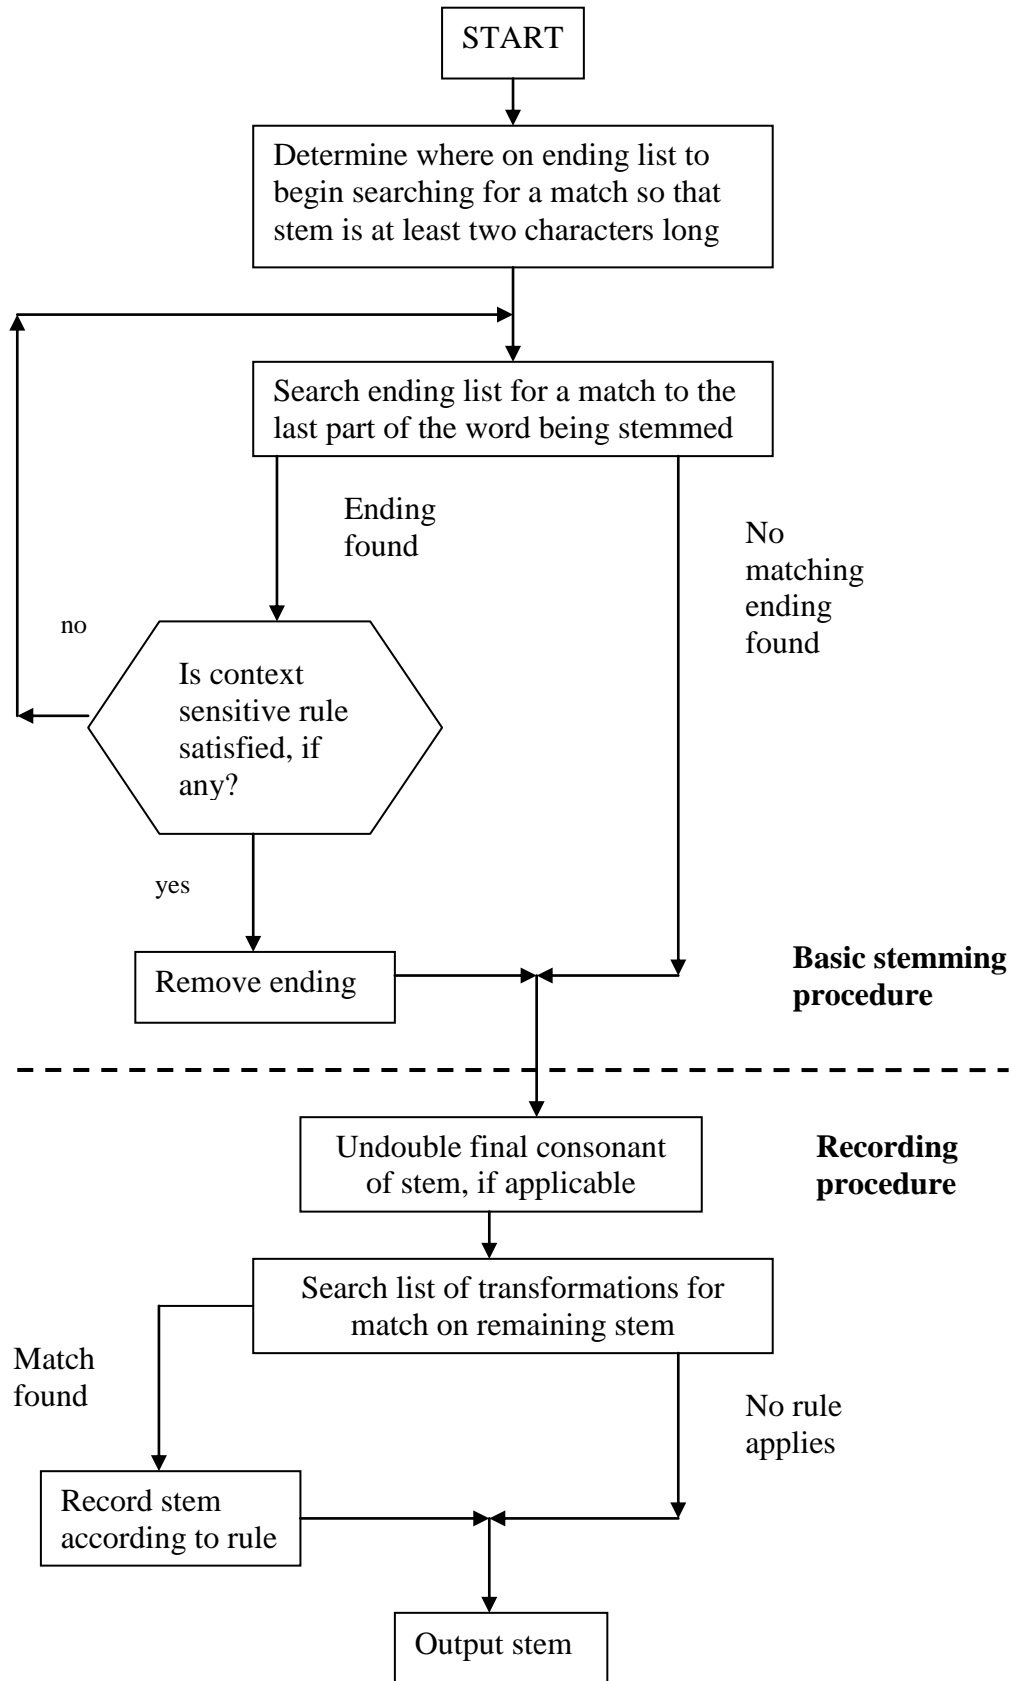 START
Determine where on ending list to
begin searching for a match so that
stem is at least two characters long
Search ending list for a match to the
last part of the word being stemmed
Ending
found
No
matching
ending
found
no
Is context
sensitive rule
satisfied, if
any?
yes
Remove ending
Basic stemming
procedure
Undouble final consonant
of stem, if applicable
Recording
procedure
Search list of transformations for
match on remaining stem
Match
found
No rule
applies
Record stem
according to rule
Output stem